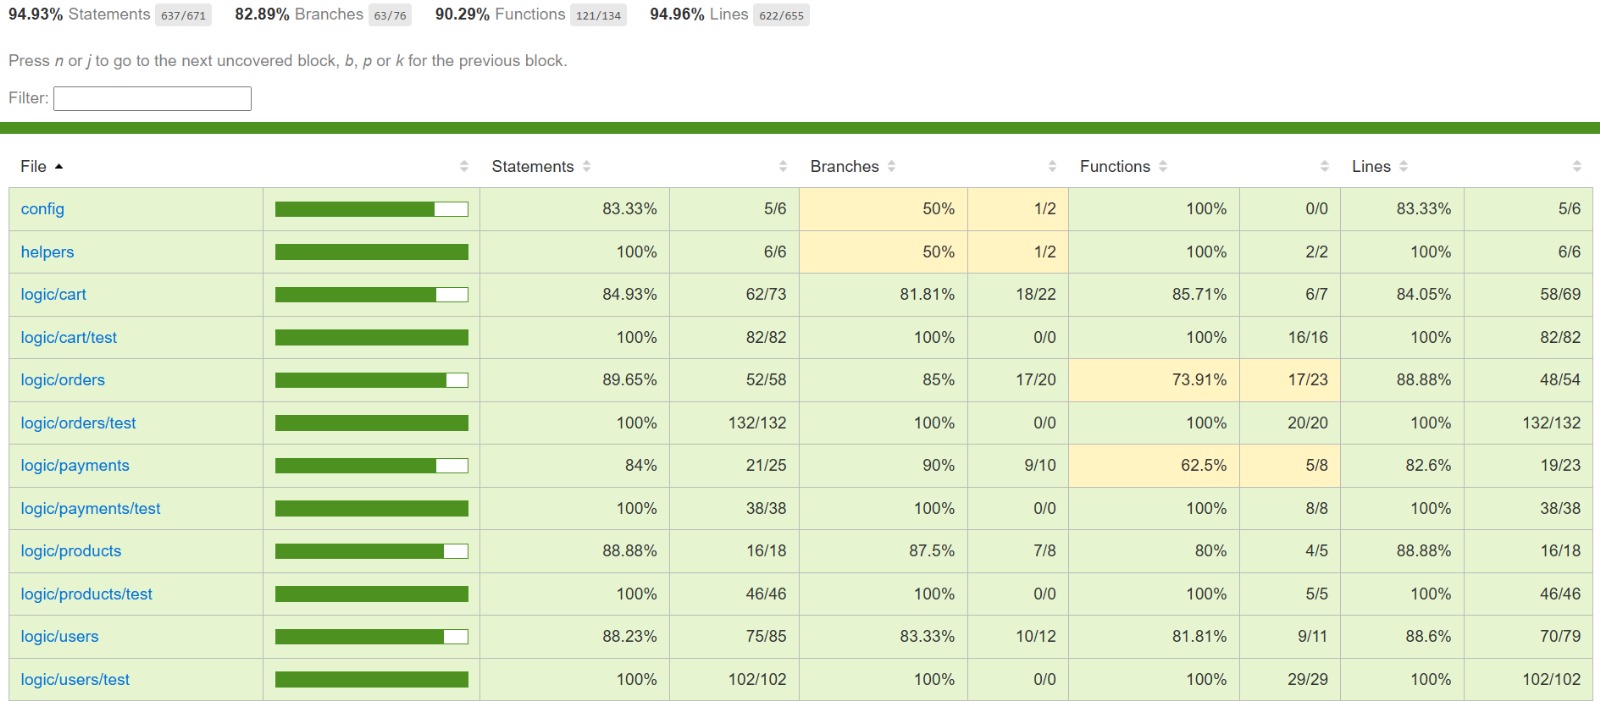 94.93% Statements 637/671 82.89% Branches 63/76 90.29% Functions 121/134 94.96% Lines 622/655
Press n or j to go to the next uncovered block, b, p or k for the previous block.
Filter:
File Statements Branches Functions Lines
config 83.33% 5/6 50% 1/2 100% 0/0 83.33% 5/6
helpers 100% 6/6 50% 1/2 100% 2/2 100% 6/6
logic/cart 84.93% 62/73 81.81% 18/22 85.71% 6/7 84.05% 58/69
logic/cart/test 100% 82/82 100% 0/0 100% 16/16 100% 82/82
logic/orders 89.65% 52/58 85% 17/20 73.91% 17/23 88.88% 48/54
logic/orders/test 100% 132/132 100% 0/0 100% 20/20 100% 132/132
logic/payments 84% 21/25 90% 9/10 62.5% 5/8 82.6% 19/23
logic/payments/test 100% 38/38 100% 0/0 100% 8/8 100% 38/38
logic/products 88.88% 16/18 87.5% 7/8 80% 4/5 88.88% 16/18
logic/products/test 100% 46/46 100% 0/0 100% 5/5 100% 46/46
logic/users 88.23% 75/85 83.33% 10/12 81.81% 9/11 88.6% 70/79
logic/users/test 100% 102/102 100% 0/0 100% 29/29 100% 102/102